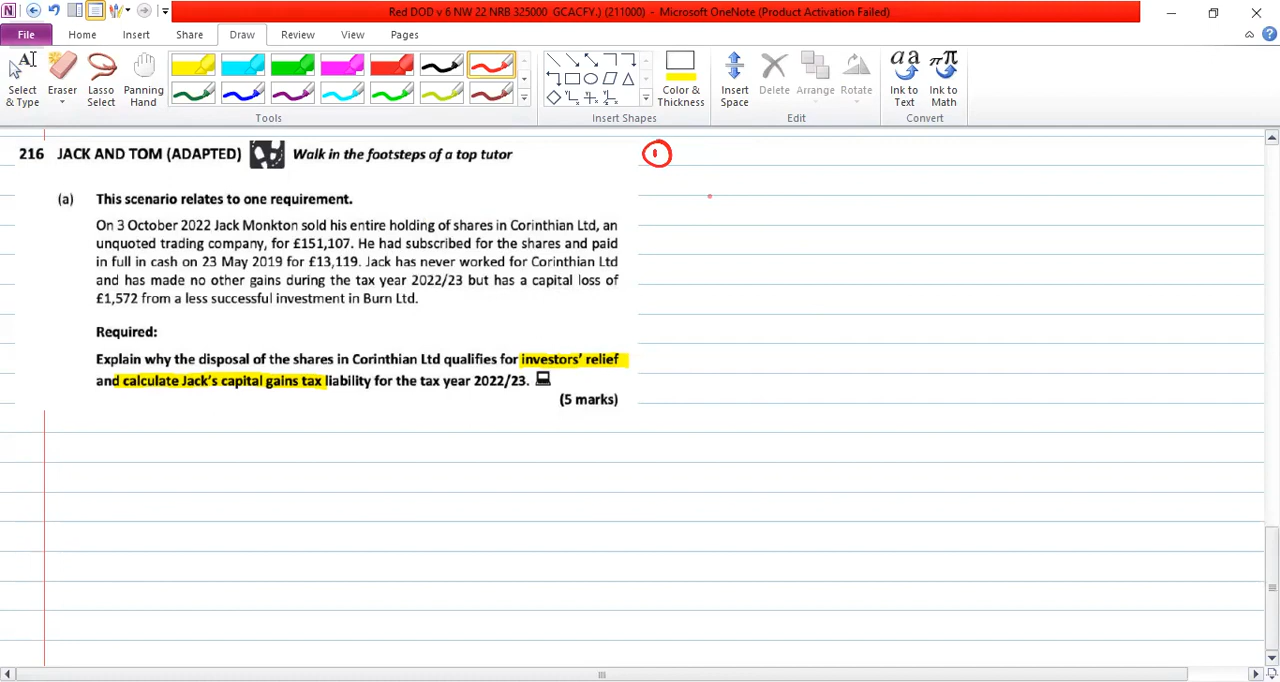 Red DOD v 6 NW 22 NRB 325000 GCACFY.) (211000) - Microsoft OneNote (Product Activation Failed)
File Home Insert Share Draw Review View Pages
Select & Type
Eraser
Lasso Select
Panning Hand
Color & Thickness
Insert Space
Delete
Arrange
Rotate
Ink to Text
Ink to Math
Tools Insert Shapes Edit Convert
216 JACK AND TOM (ADAPTED) Walk in the footsteps of a top tutor
(a) This scenario relates to one requirement.
On 3 October 2022 Jack Monkton sold his entire holding of shares in Corinthian Ltd, an
unquoted trading company, for £151,107. He had subscribed for the shares and paid
in full in cash on 23 May 2019 for £13,119. Jack has never worked for Corinthian Ltd
and has made no other gains during the tax year 2022/23 but has a capital loss of
£1,572 from a less successful investment in Burn Ltd.
Required:
Explain why the disposal of the shares in Corinthian Ltd qualifies for investors' relief
and calculate Jack's capital gains tax liability for the tax year 2022/23.
(5 marks)